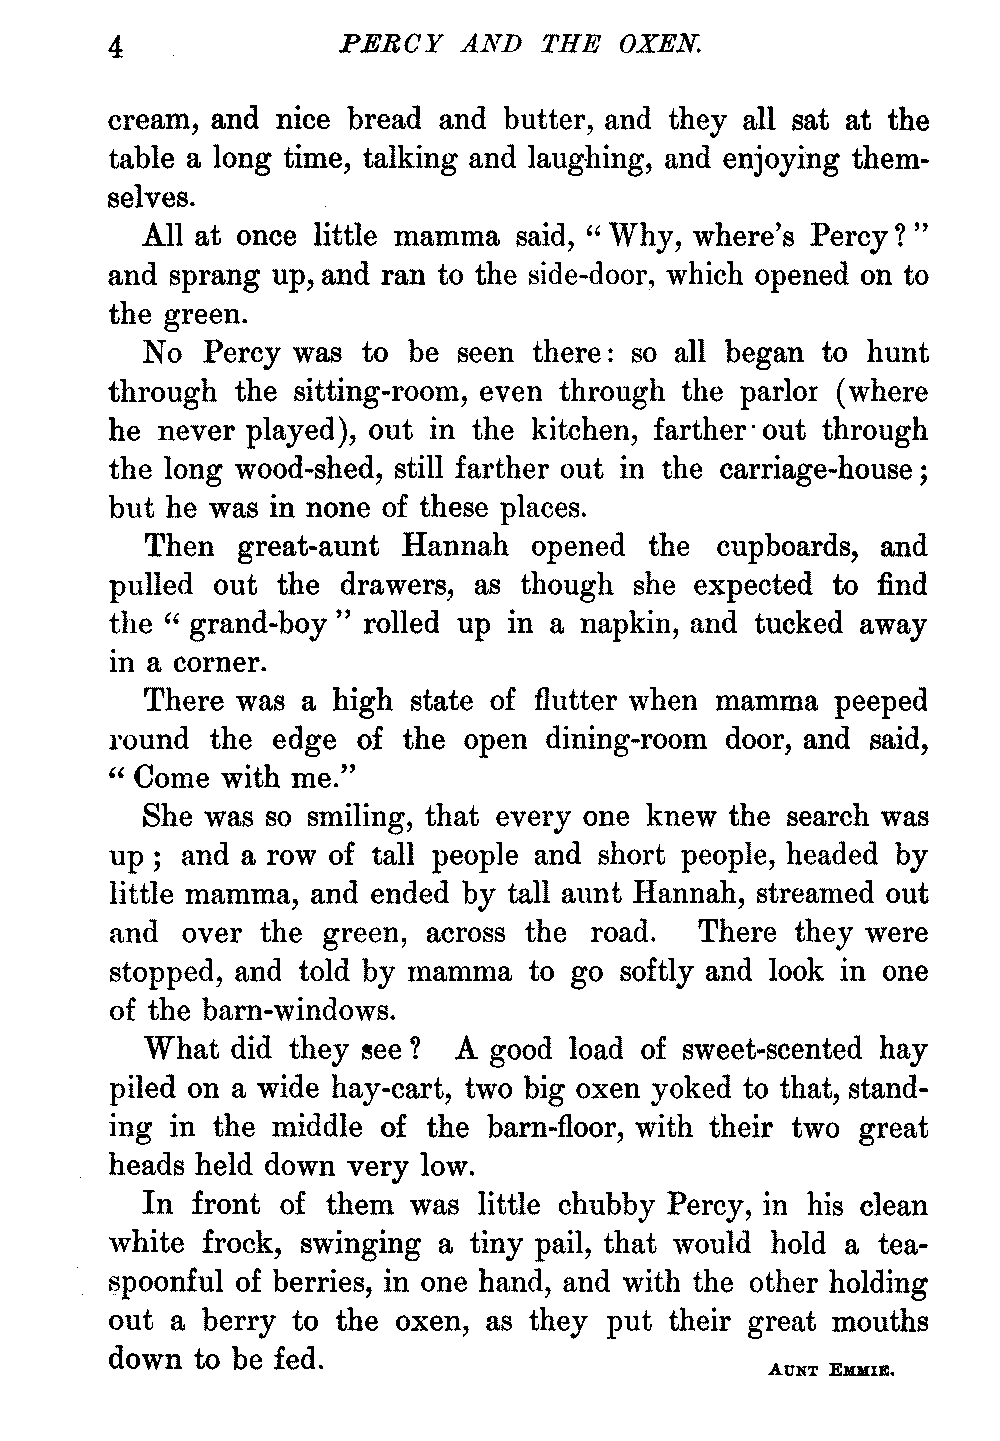 4 PERCY AND THE OXEN.
cream, and nice bread and butter, and they all sat at the
table a long time, talking and laughing, and enjoying them-
selves.
All at once little mamma said, "Why, where's Percy?"
and sprang up, and ran to the side-door, which opened on to
the green.
No Percy was to be seen there: so all began to hunt
through the sitting-room, even through the parlor (where
he never played), out in the kitchen, farther out through
the long wood-shed, still farther out in the carriage-house;
but he was in none of these places.
Then great-aunt Hannah opened the cupboards, and
pulled out the drawers, as though she expected to find
the "grand-boy" rolled up in a napkin, and tucked away
in a corner.
There was a high state of flutter when mamma peeped
round the edge of the open dining-room door, and said,
"Come with me."
She was so smiling, that every one knew the search was
up; and a row of tall people and short people, headed by
little mamma, and ended by tall aunt Hannah, streamed out
and over the green, across the road. There they were
stopped, and told by mamma to go softly and look in one
of the barn-windows.
What did they see? A good load of sweet-scented hay
piled on a wide hay-cart, two big oxen yoked to that, stand-
ing in the middle of the barn-floor, with their two great
heads held down very low.
In front of them was little chubby Percy, in his clean
white frock, swinging a tiny pail, that would hold a tea-
spoonful of berries, in one hand, and with the other holding
out a berry to the oxen, as they put their great mouths
down to be fed.
AUNT EMMIE.